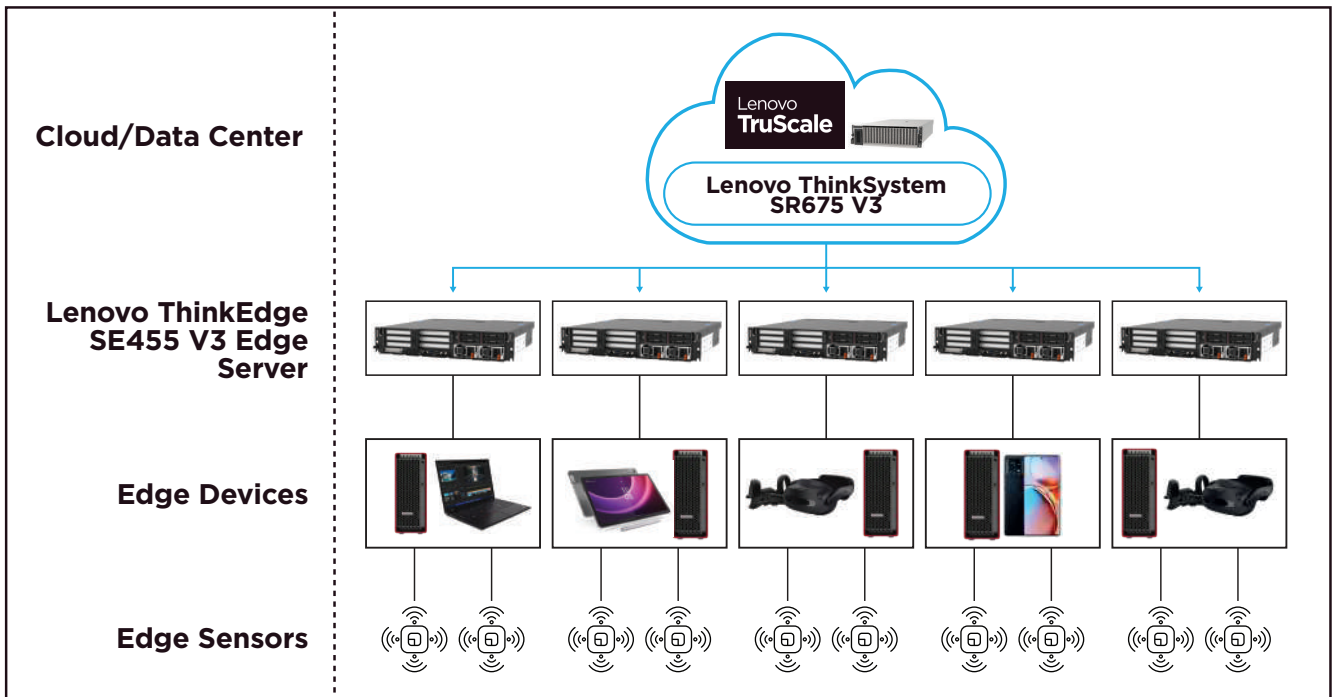 Lenovo
TruScale
Cloud/Data Center
Lenovo ThinkSystem
SR675 V3
Lenovo ThinkEdge
SE455 V3 Edge
Server
Edge Devices
Edge Sensors